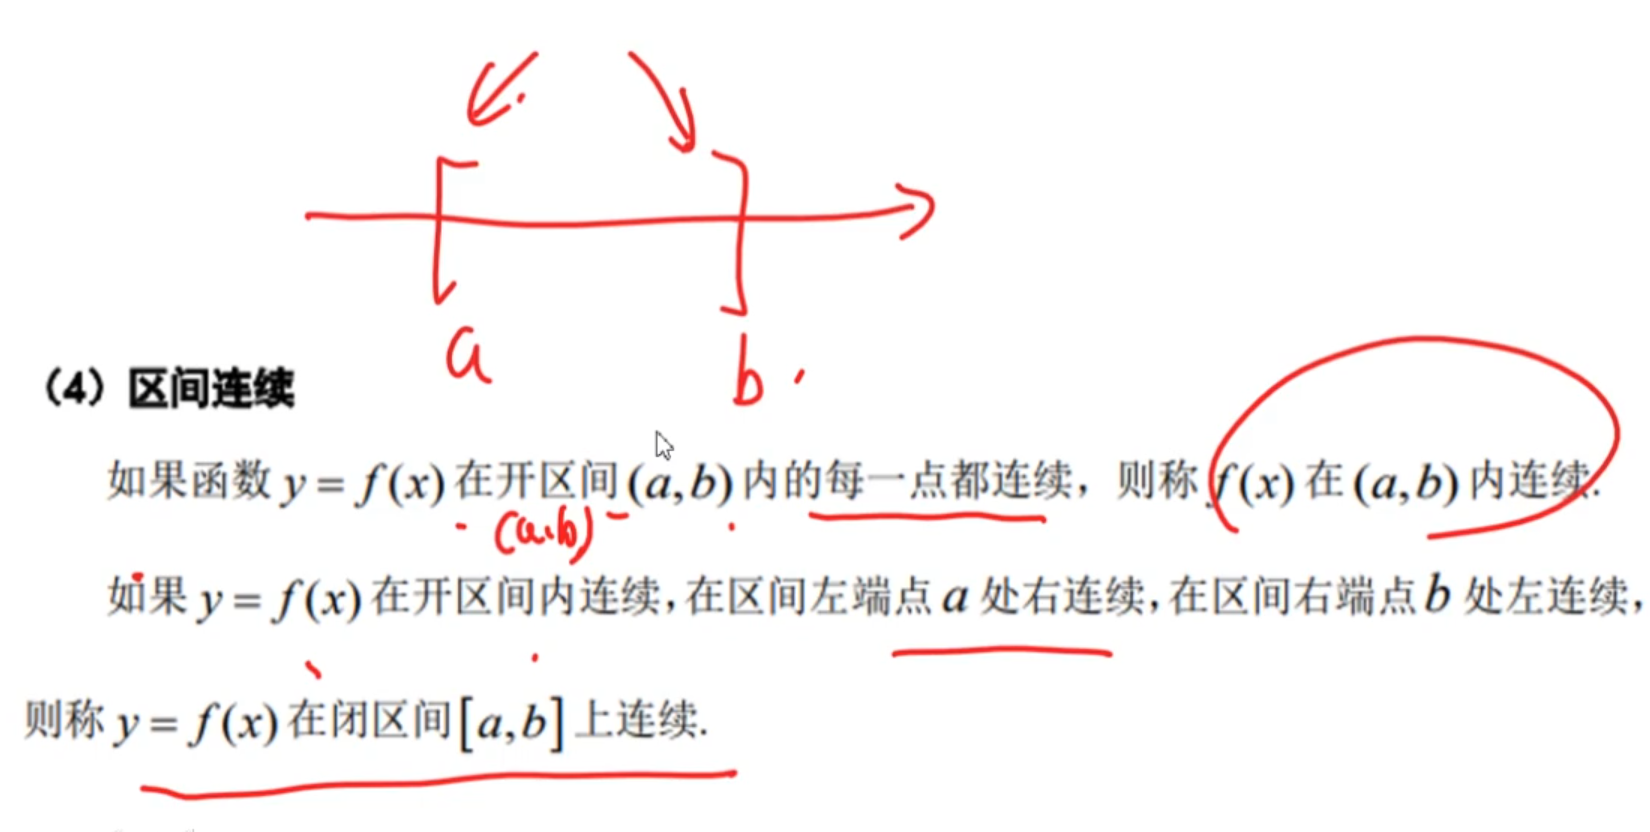 a
b
（4）区间连续
如果函数 y = f(x) 在开区间 (a,b) 内的每一点都连续，则称 f(x) 在 (a,b) 内连续.
(a,b)
如果 y = f(x) 在开区间内连续，在区间左端点 a 处右连续，在区间右端点 b 处左连续，
则称 y = f(x) 在闭区间 [a,b] 上连续.